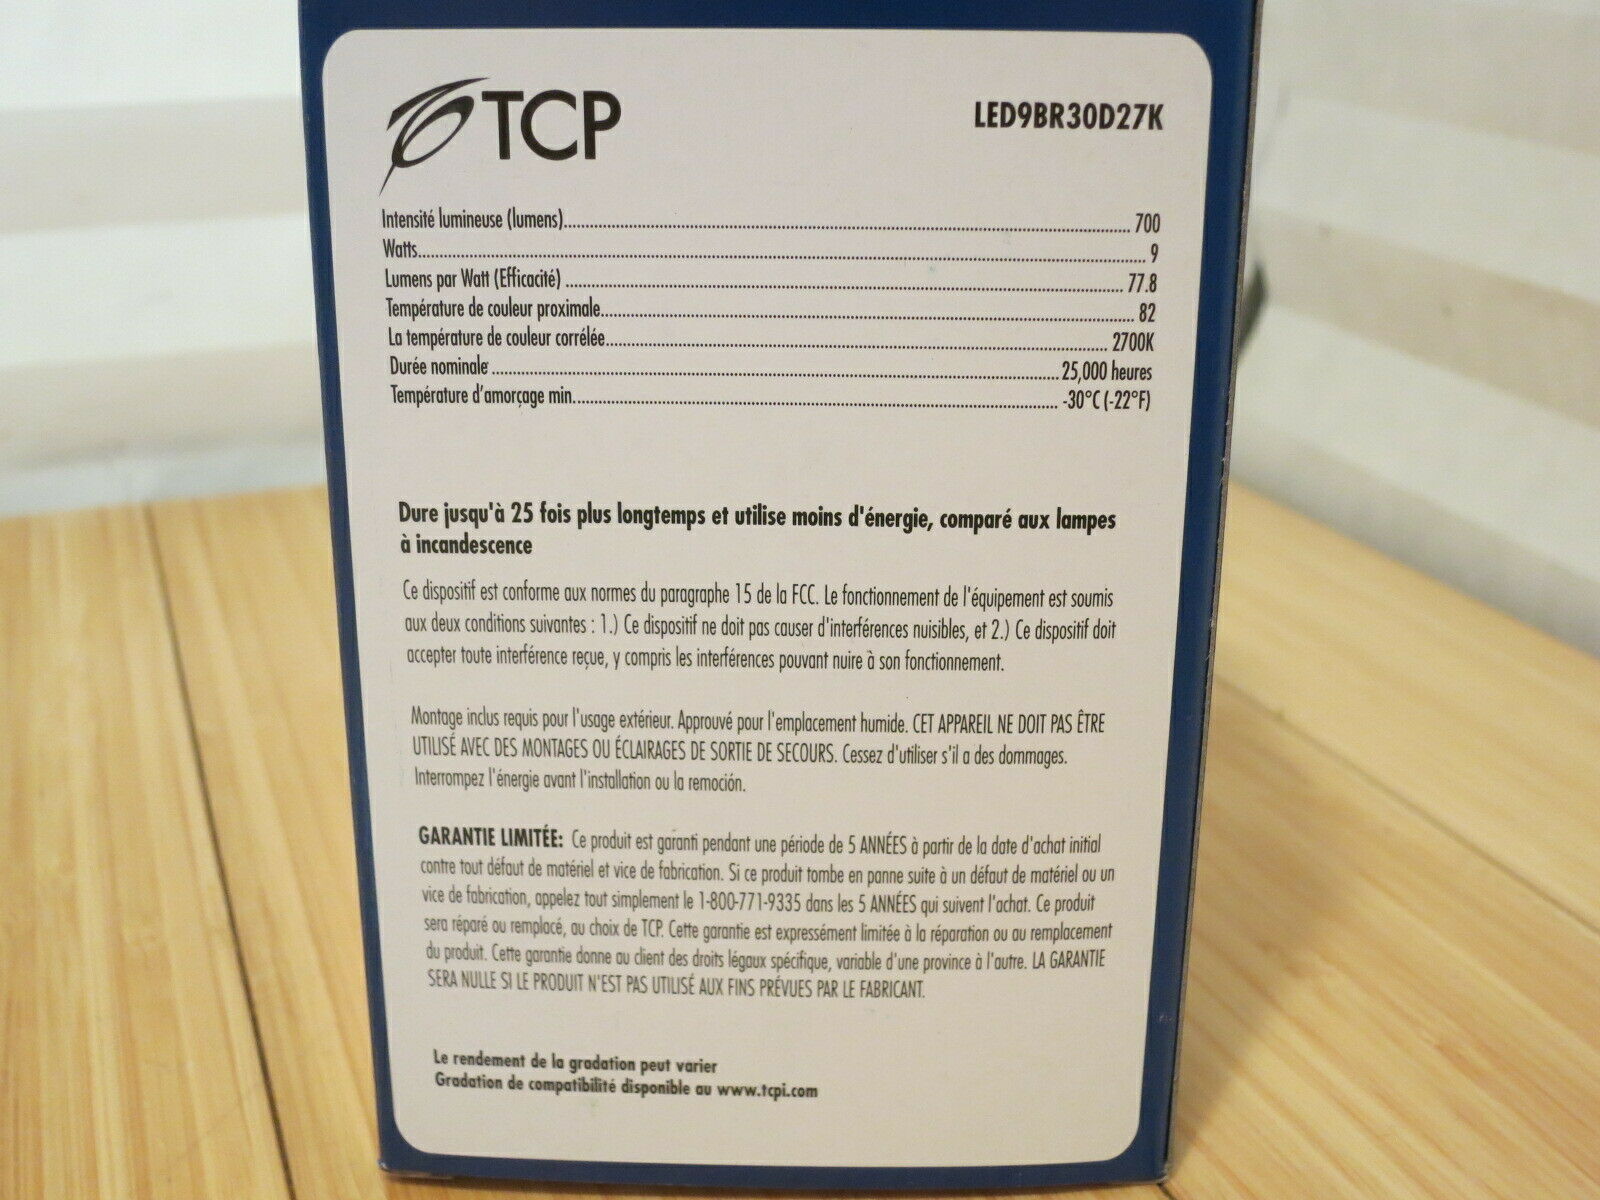 TCP
LED9BR30D27K
Intensité lumineuse (lumens)........ 700
Watts........ 9
Lumens par Watt (Efficacité) ........ 77.8
Température de couleur proximale........ 82
La température de couleur corrélée........ 2700K
Durée nominale ........ 25,000 heures
Température d'amorçage min......... -30°C (-22°F)
Dure jusqu'à 25 fois plus longtemps et utilise moins d'énergie, comparé aux lampes
à incandescence
Ce dispositif est conforme aux normes du paragraphe 15 de la FCC. Le fonctionnement de l'équipement est soumis
aux deux conditions suivantes : 1.) Ce dispositif ne doit pas causer d'interférences nuisibles, et 2.) Ce dispositif doit
accepter toute interférence reçue, y compris les interférences pouvant nuire à son fonctionnement.
Montage inclus requis pour l'usage extérieur. Approuvé pour l'emplacement humide. CET APPAREIL NE DOIT PAS ÊTRE
UTILISÉ AVEC DES MONTAGES OU ÉCLAIRAGES DE SORTIE DE SECOURS. Cessez d'utiliser s'il a des dommages.
Interrompez l'énergie avant l'installation ou la remoción.
GARANTIE LIMITÉE: Ce produit est garanti pendant une période de 5 ANNÉES à partir de la date d'achat initial
contre tout défaut de matériel et vice de fabrication. Si ce produit tombe en panne suite à un défaut de matériel ou un
vice de fabrication, appelez tout simplement le 1-800-771-9335 dans les 5 ANNÉES qui suivent l'achat. Ce produit
sera réparé ou remplacé, au choix de TCP. Cette garantie est expressément limitée à la réparation ou au remplacement
du produit. Cette garantie donne au client des droits légaux spécifique, variable d'une province à l'autre. LA GARANTIE
SERA NULLE SI LE PRODUIT N'EST PAS UTILISÉ AUX FINS PRÉVUES PAR LE FABRICANT.
Le rendement de la gradation peut varier
Gradation de compatibilité disponible au www.tcpi.com